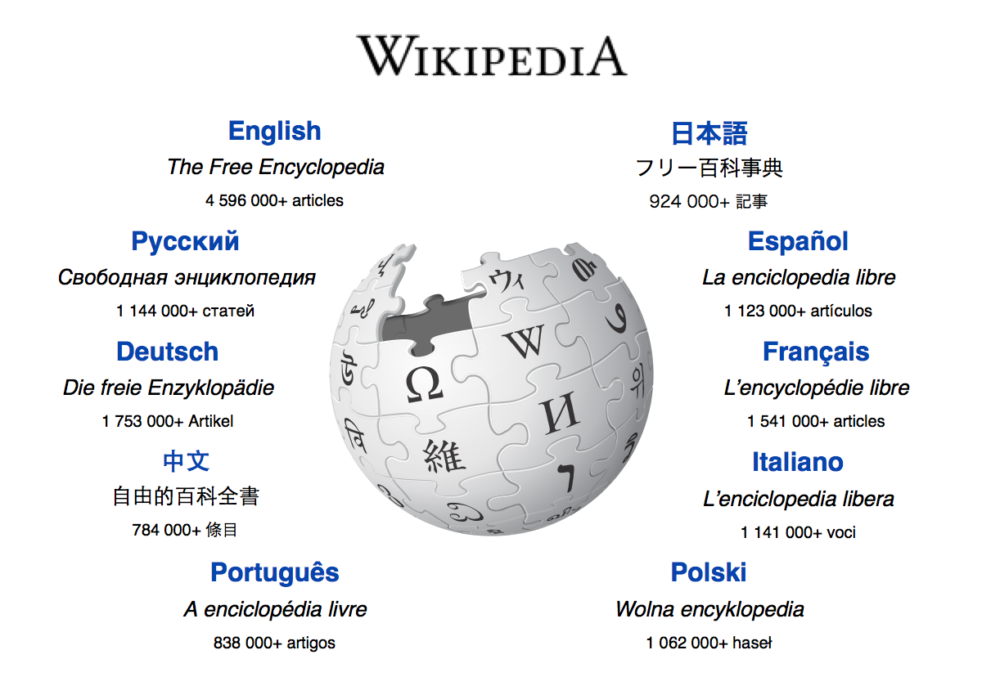 WIKIPEDIA
English
The Free Encyclopedia
4 596 000+ articles
日本語
フリー百科事典
924 000+ 記事
Русский
Свободная энциклопедия
1 144 000+ статей
Español
La enciclopedia libre
1 123 000+ artículos
Deutsch
Die freie Enzyklopädie
1 753 000+ Artikel
Français
L’encyclopédie libre
1 541 000+ articles
中文
自由的百科全書
784 000+ 條目
Italiano
L’enciclopedia libera
1 141 000+ voci
Português
A enciclopédia livre
838 000+ artigos
Polski
Wolna encyklopedia
1 062 000+ haseł
ウィ
W
Ω
И
維